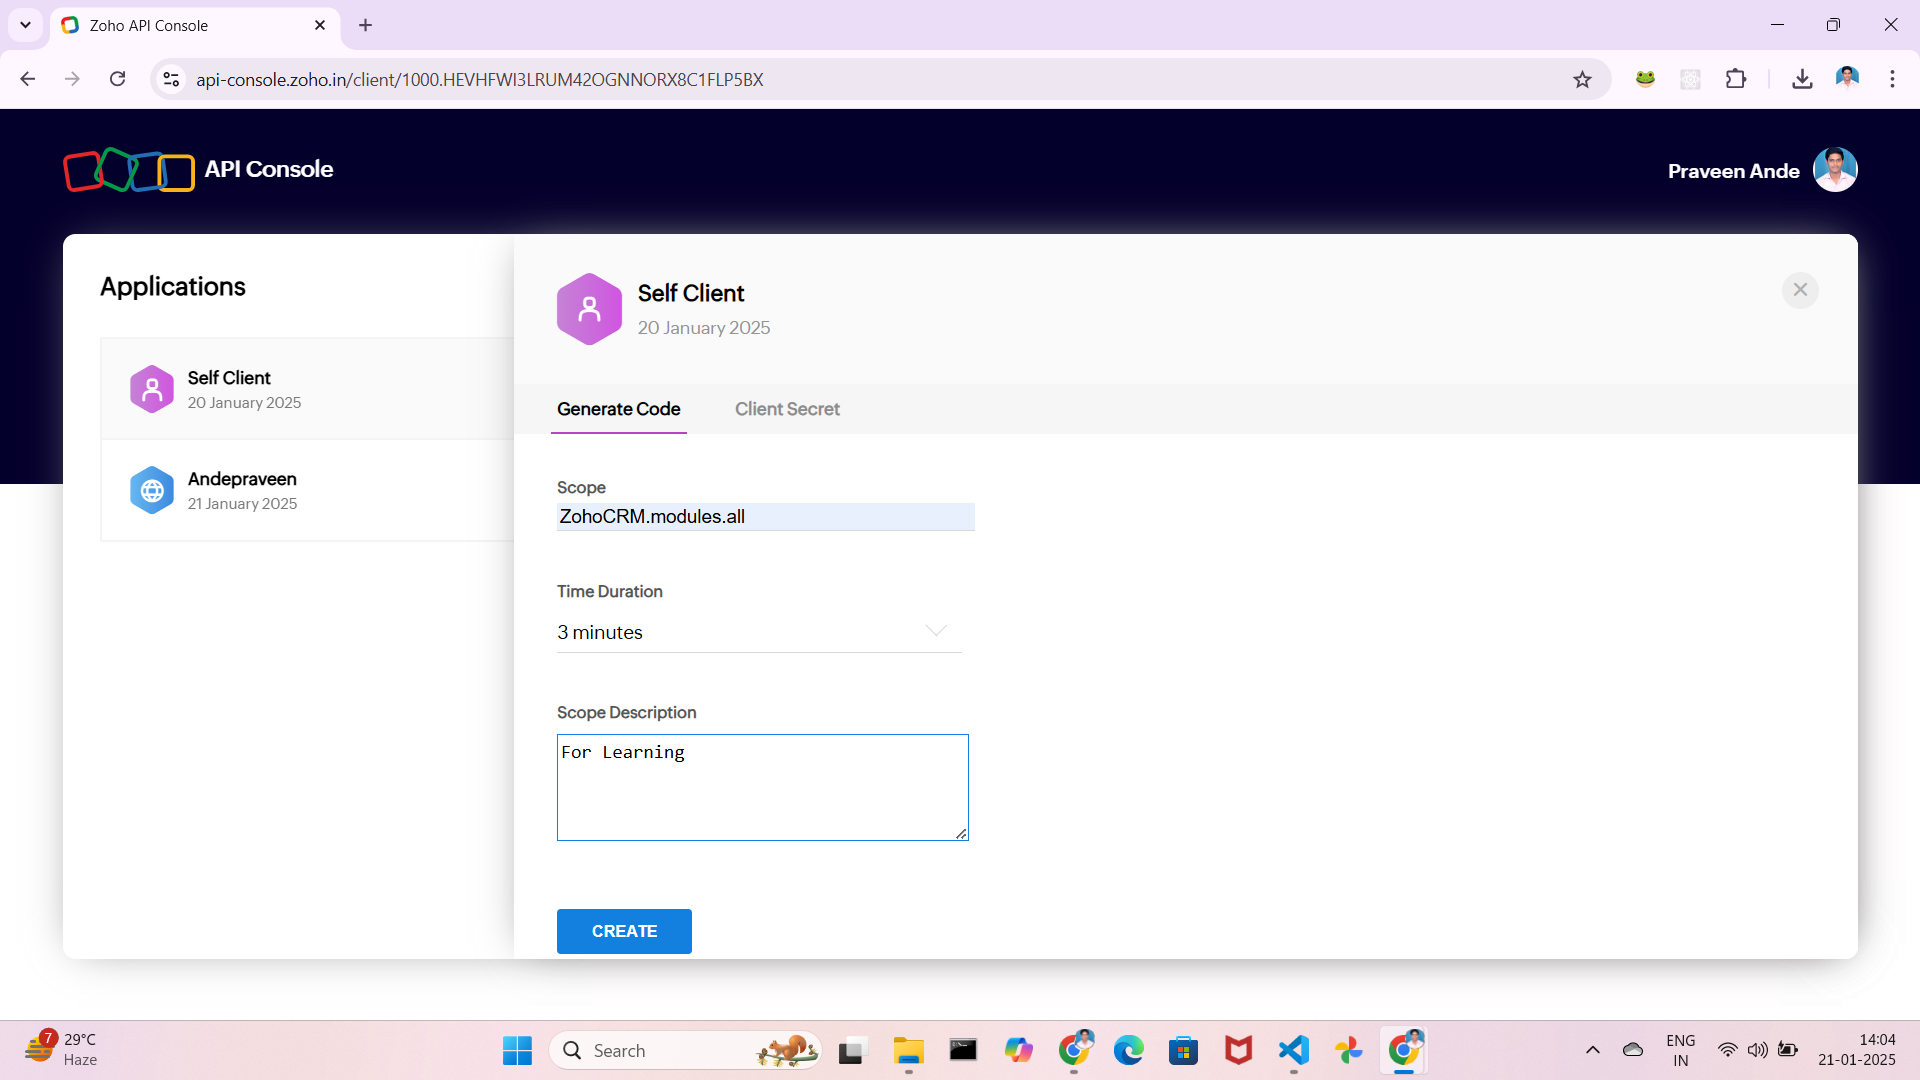 Zoho API Console
api-console.zoho.in/client/1000.HEVHFWI3LRUM42OGNNORX8C1FLP5BX
API Console
Praveen Ande
Applications
Self Client
20 January 2025
Andepraveen
21 January 2025
Self Client
20 January 2025
Generate Code
Client Secret
Scope
ZohoCRM.modules.all
Time Duration
3 minutes
Scope Description
For Learning
CREATE
7
29°C
Haze
Search
ENG
IN
14:04
21-01-2025